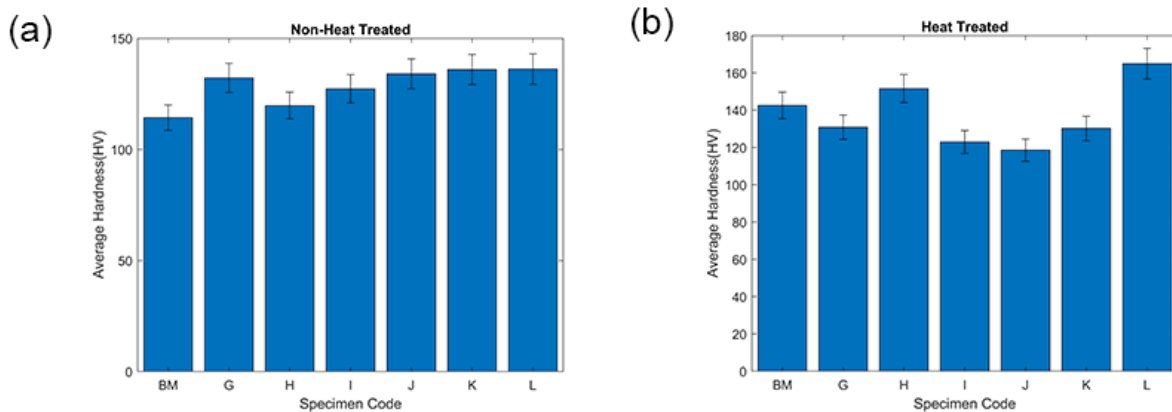 (a)
Non-Heat Treated
150
100
50
0
Average Hardness(HV)
BM G H I J K L
Specimen Code
(b)
Heat Treated
180
160
140
120
100
80
60
40
20
0
Average Hardness(HV)
BM G H I J K L
Specimen Code